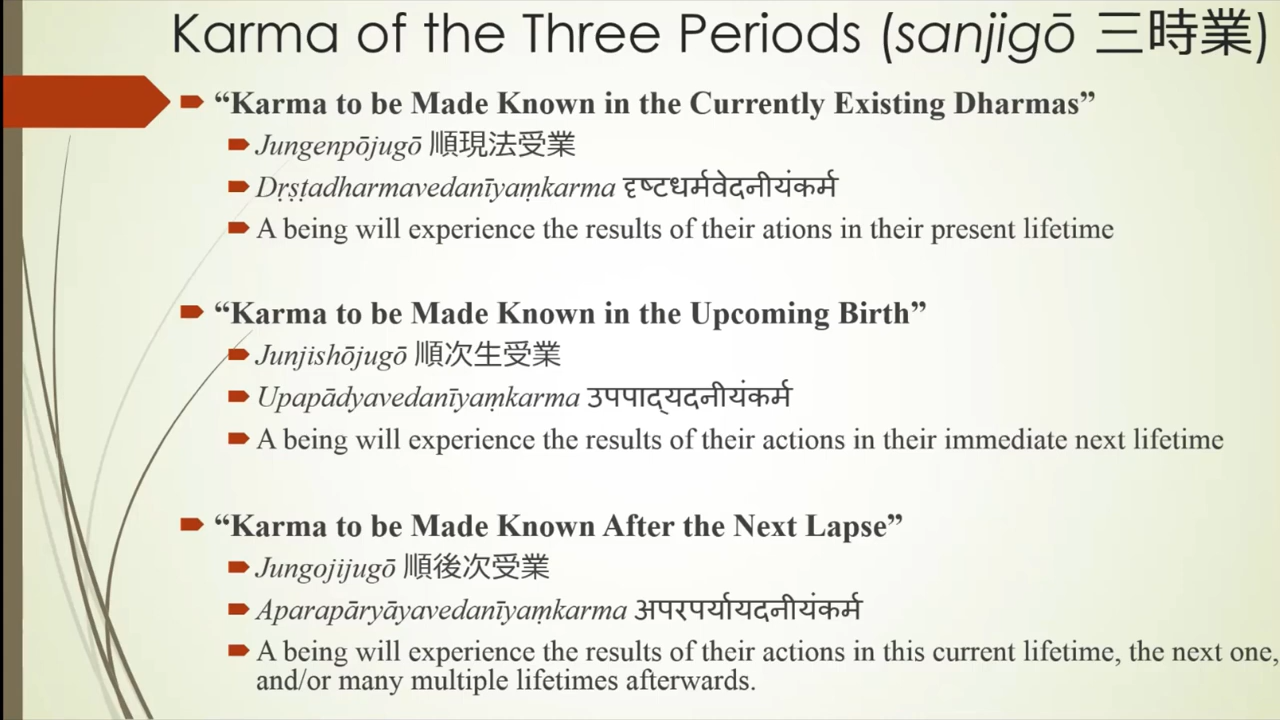 Karma of the Three Periods (sanjigō 三時業)
“Karma to be Made Known in the Currently Existing Dharmas”
Jungenpōjugō 順現法受業
Dṛṣṭadharmavedanīyaṃkarma दृष्टधर्मवेदनीयंकर्म
A being will experience the results of their ations in their present lifetime
“Karma to be Made Known in the Upcoming Birth”
Junjishōjugō 順次生受業
Upapādyavedanīyaṃkarma उपपाद्यदनीयंकर्म
A being will experience the results of their actions in their immediate next lifetime
“Karma to be Made Known After the Next Lapse”
Jungojijugō 順後次受業
Aparapāryāyavedanīyaṃkarma अपरपर्यायदनीयंकर्म
A being will experience the results of their actions in this current lifetime, the next one,
and/or many multiple lifetimes afterwards.